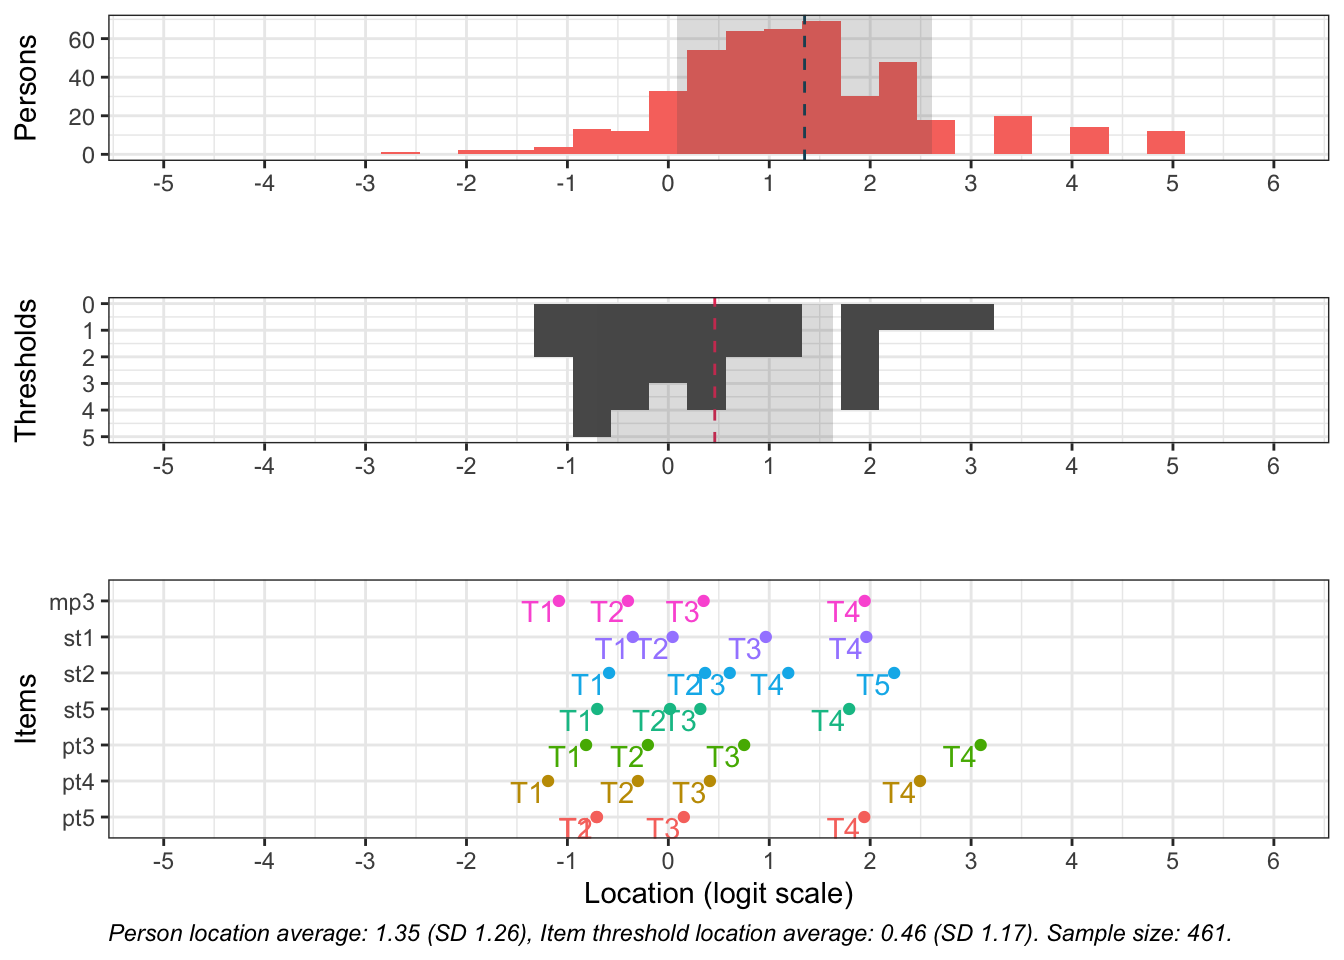 Persons
60
40
20
0
-5 -4 -3 -2 -1 0 1 2 3 4 5 6
Thresholds
0
1
2
3
4
5
-5 -4 -3 -2 -1 0 1 2 3 4 5 6
Items
mp3 T1 T2 T3 T4
st1 T1 T2 T3 T4
st2 T1 T2 T3 T4 T5
st5 T1 T2 T3 T4
pt3 T1 T2 T3 T4
pt4 T1 T2 T3 T4
pt5 T1 T2 T3 T4
-5 -4 -3 -2 -1 0 1 2 3 4 5 6
Location (logit scale)
Person location average: 1.35 (SD 1.26), Item threshold location average: 0.46 (SD 1.17). Sample size: 461.